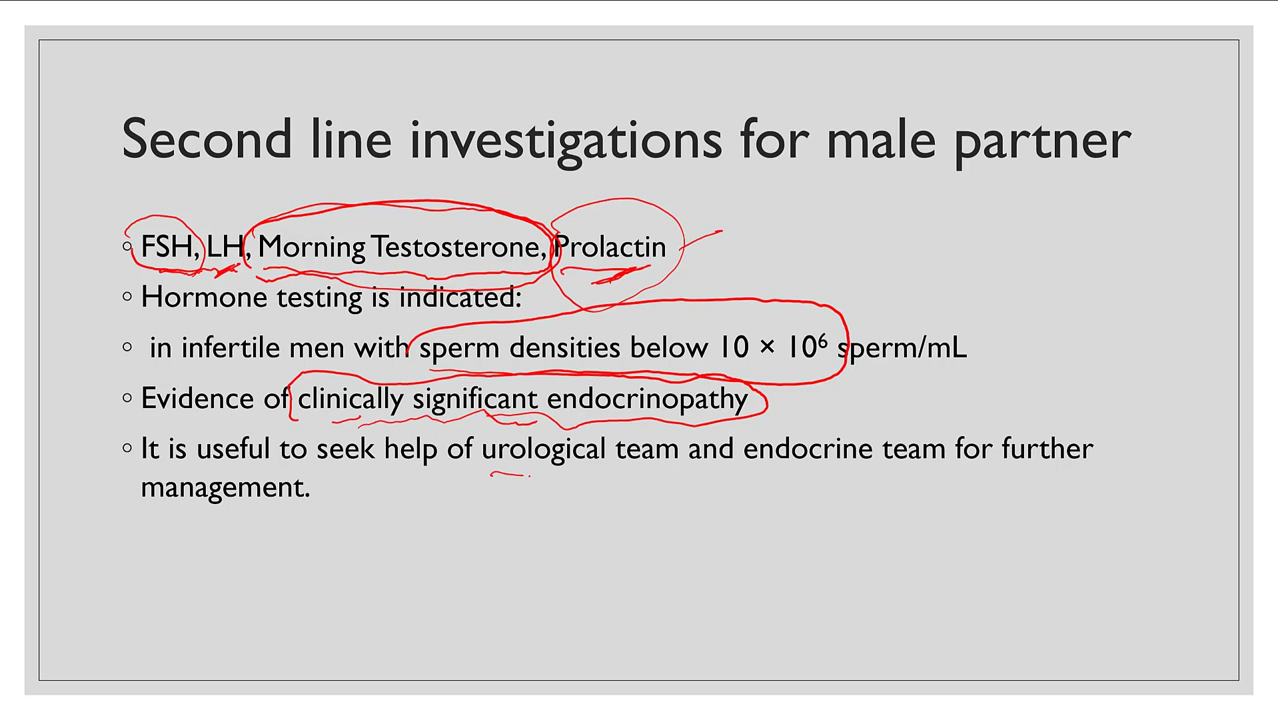 Second line investigations for male partner
◦ FSH, LH, Morning Testosterone, Prolactin
◦ Hormone testing is indicated:
◦ in infertile men with sperm densities below 10 × 10⁶ sperm/mL
◦ Evidence of clinically significant endocrinopathy
◦ It is useful to seek help of urological team and endocrine team for further
management.